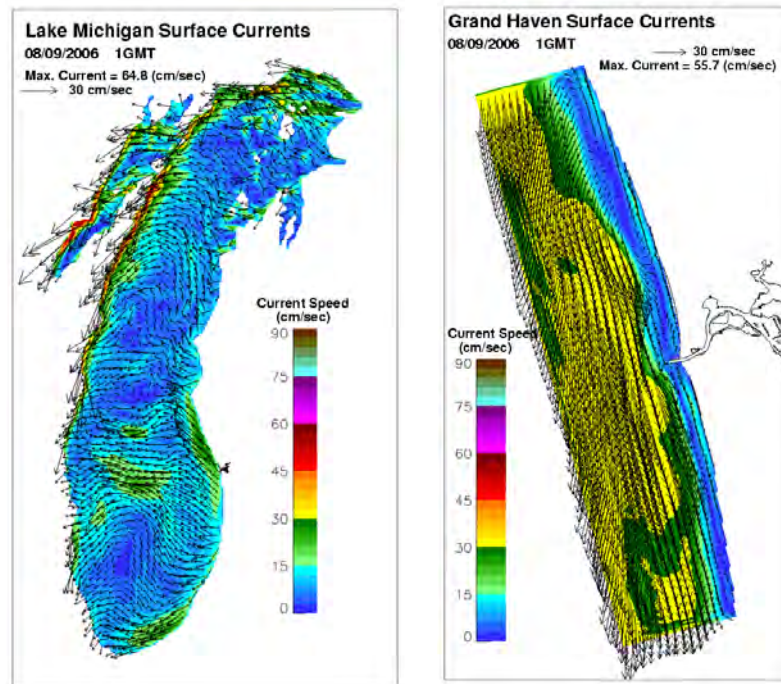 Lake Michigan Surface Currents
08/09/2006 1GMT
Max. Current = 64.8 (cm/sec)
30 cm/sec
Current Speed
(cm/sec)
90
75
60
45
30
15
0
Grand Haven Surface Currents
08/09/2006 1GMT
30 cm/sec
Max. Current = 55.7 (cm/sec)
Current Speed
(cm/sec)
90
75
60
45
30
15
0